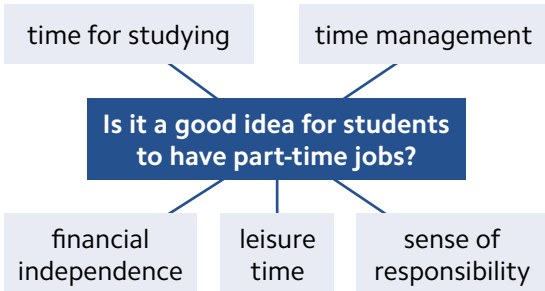 time for studying
time management
Is it a good idea for students
to have part-time jobs?
financial
independence
leisure
time
sense of
responsibility